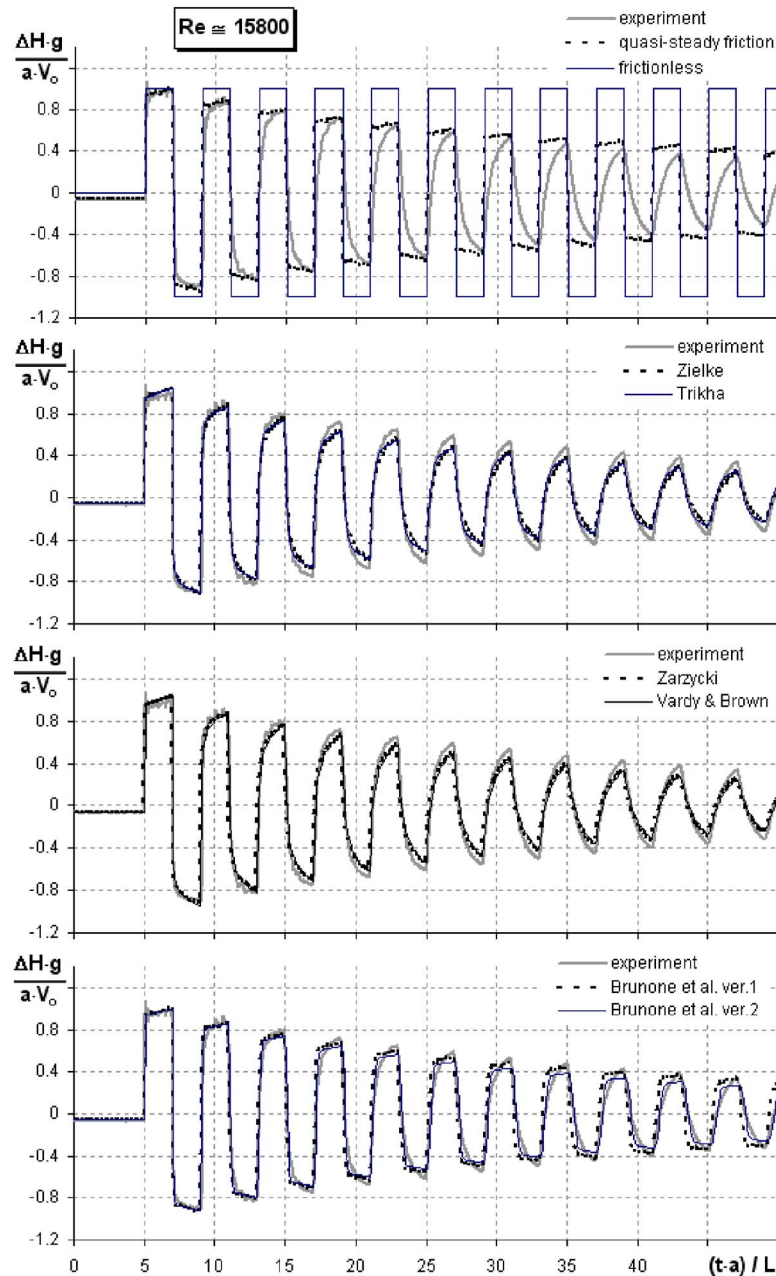 Re ≅ 15800
ΔH·g
a·Vₒ
experiment
quasi-steady friction
frictionless
0.8
0.4
0
-0.4
-0.8
-1.2
ΔH·g
a·Vₒ
experiment
Zielke
Trikha
0.8
0.4
0
-0.4
-0.8
-1.2
ΔH·g
a·Vₒ
experiment
Zarzycki
Vardy & Brown
0.8
0.4
0
-0.4
-0.8
-1.2
ΔH·g
a·Vₒ
experiment
Brunone et al. ver.1
Brunone et al. ver.2
0.8
0.4
0
-0.4
-0.8
-1.2
0 5 10 15 20 25 30 35 40 (t·a) / L